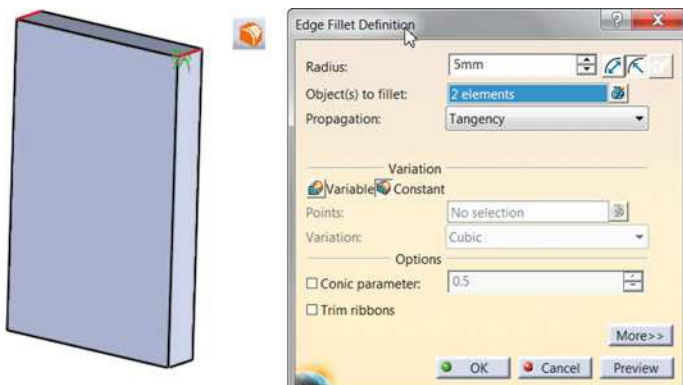 Edge Fillet Definition
Radius: 5mm
Object(s) to fillet: 2 elements
Propagation: Tangency
Variation
Variable Constant
Points: No selection
Variation: Cubic
Options
Conic parameter: 0.5
Trim ribbons
More>>
OK Cancel Preview